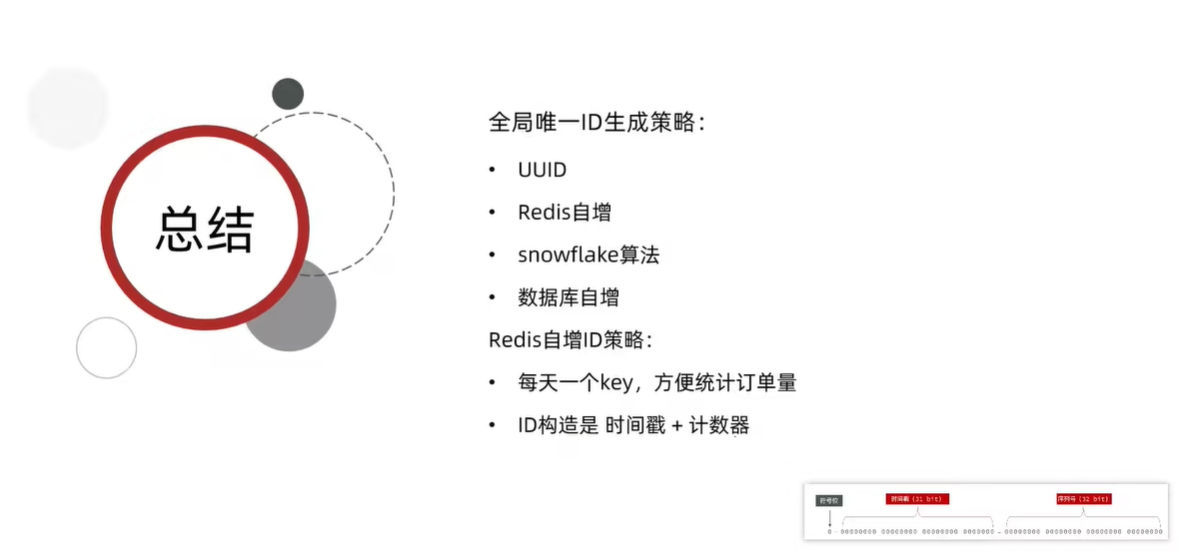 总结
全局唯一ID生成策略：
• UUID
• Redis自增
• snowflake算法
• 数据库自增
Redis自增ID策略：
• 每天一个key，方便统计订单量
• ID构造是 时间戳 + 计数器
符号位
时间戳（31 bit）
序列号（32 bit）
0 - 00000000 00000000 00000000 0000000 - 00000000 00000000 00000000 00000000